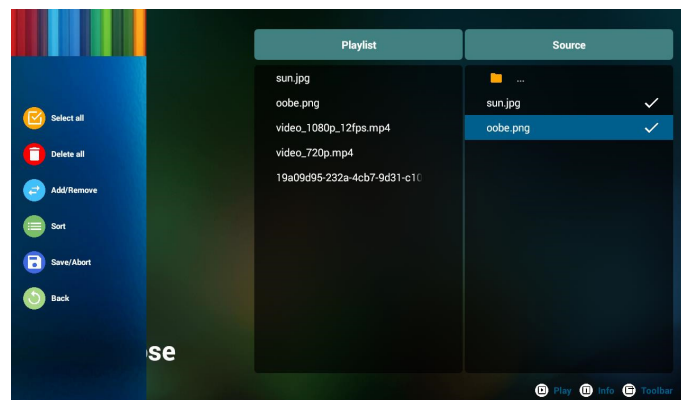 Playlist
Source
Select all
Delete all
Add/Remove
Sort
Save/Abort
Back
sun.jpg
oobe.png
video_1080p_12fps.mp4
video_720p.mp4
19a09d95-232a-4cb7-9d31-c10
...
sun.jpg
oobe.png
se
Play Info Toolbar